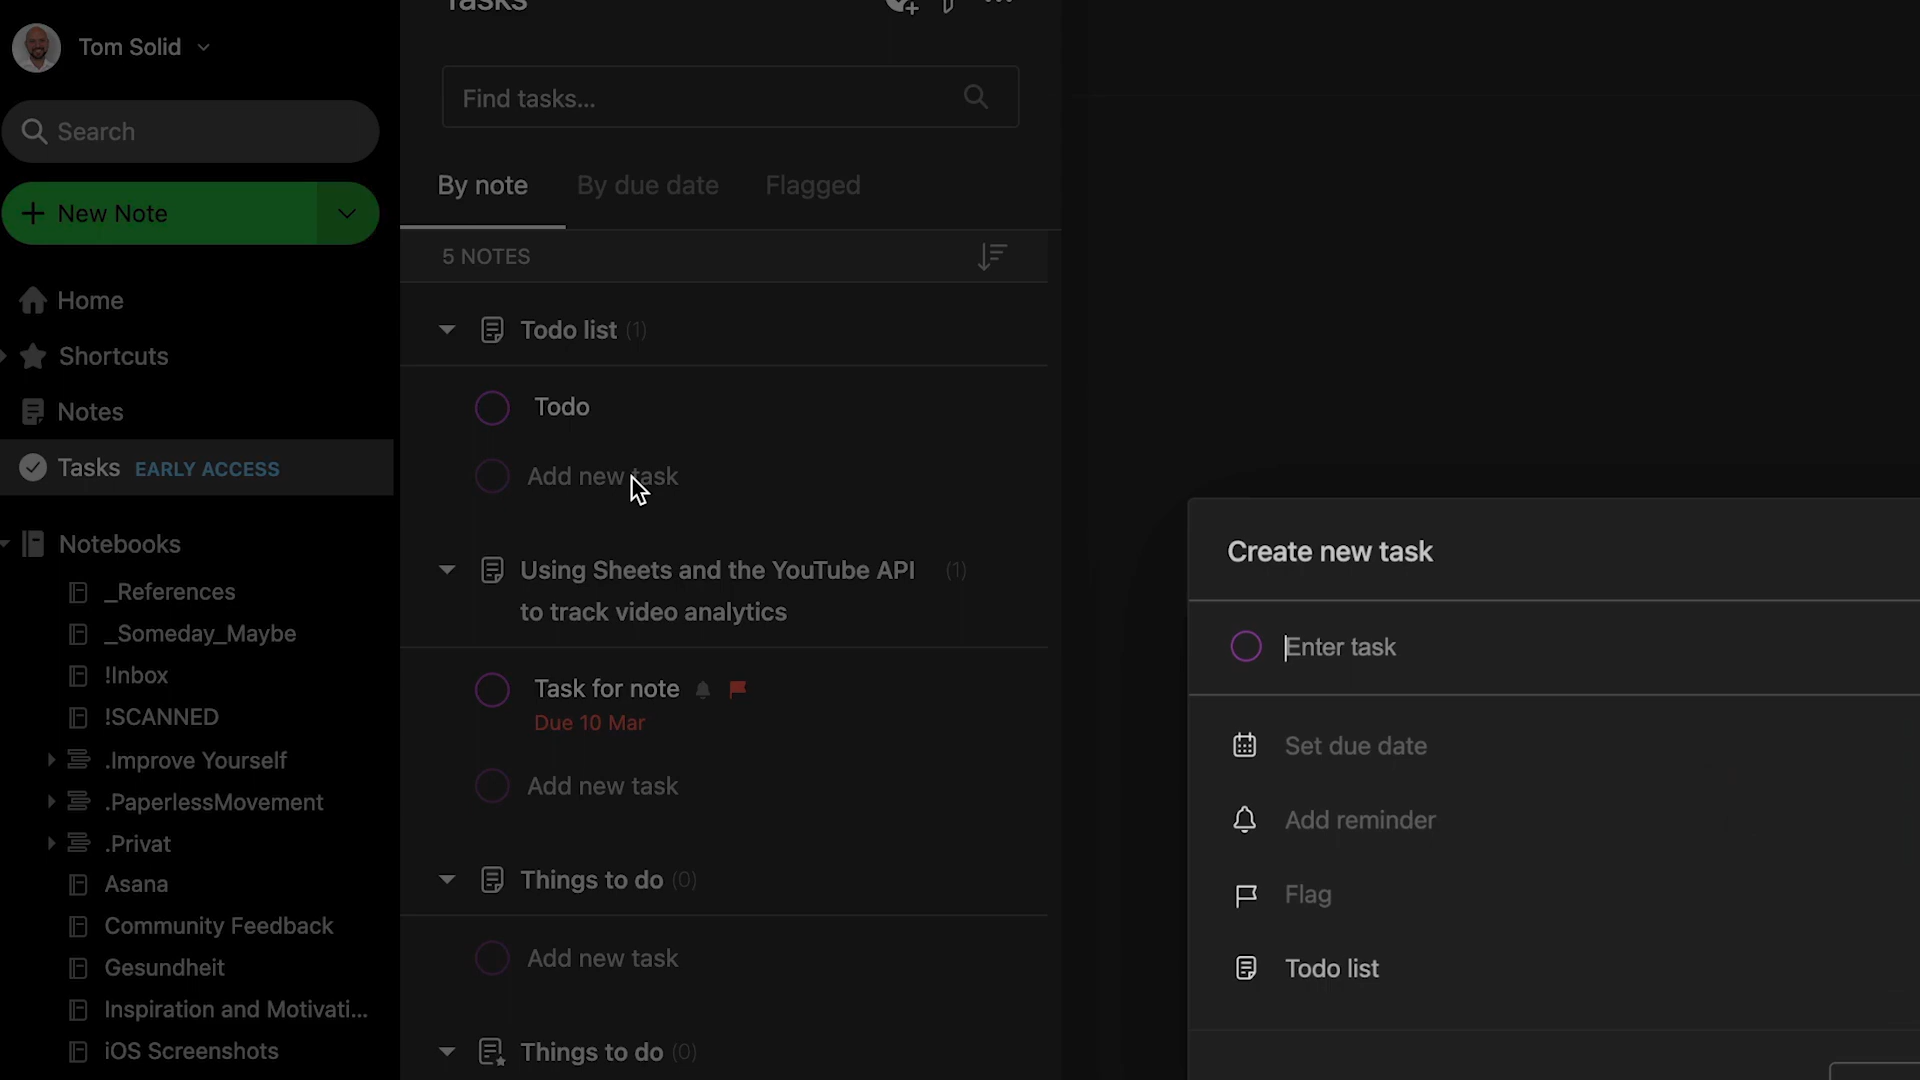 Tom Solid
Search
New Note
Home
Shortcuts
Notes
Tasks EARLY ACCESS
Notebooks
_References
_Someday_Maybe
!Inbox
!SCANNED
.Improve Yourself
.PaperlessMovement
.Privat
Asana
Community Feedback
Gesundheit
Inspiration and Motivati...
iOS Screenshots
Tasks
Find tasks...
By note By due date Flagged
5 NOTES
Todo list (1)
Todo
Add new task
Using Sheets and the YouTube API (1)
to track video analytics
Task for note
Due 10 Mar
Add new task
Things to do (0)
Add new task
Things to do (0)
Create new task
Enter task
Set due date
Add reminder
Flag
Todo list